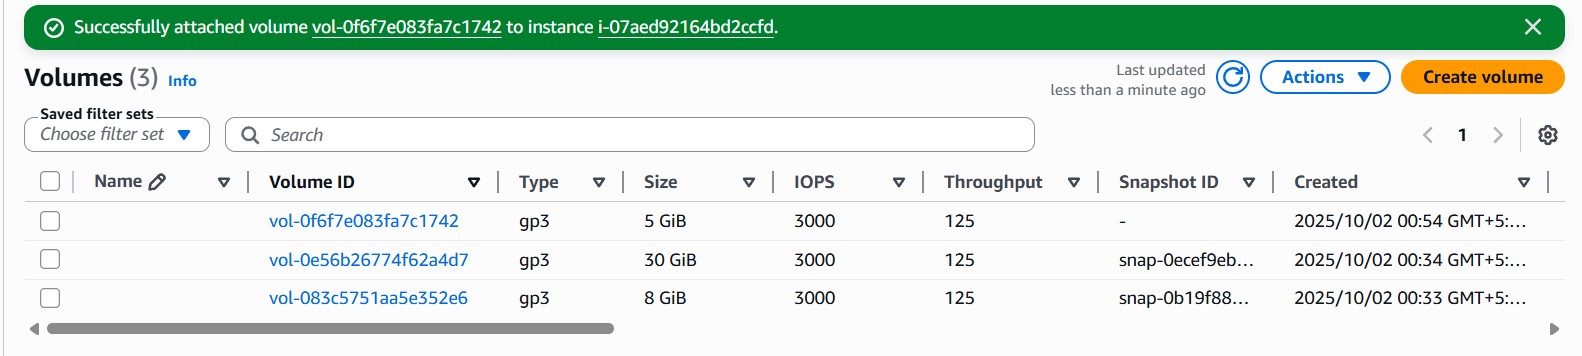 Successfully attached volume vol-0f6f7e083fa7c1742 to instance i-07aed92164bd2ccfd.
Volumes (3) Info
Last updated
less than a minute ago
Actions
Create volume
Saved filter sets
Choose filter set
Search
1
Name Volume ID Type Size IOPS Throughput Snapshot ID Created
vol-0f6f7e083fa7c1742 gp3 5 GiB 3000 125 - 2025/10/02 00:54 GMT+5:...
vol-0e56b26774f62a4d7 gp3 30 GiB 3000 125 snap-0ecef9eb... 2025/10/02 00:34 GMT+5:...
vol-083c5751aa5e352e6 gp3 8 GiB 3000 125 snap-0b19f88... 2025/10/02 00:33 GMT+5:...